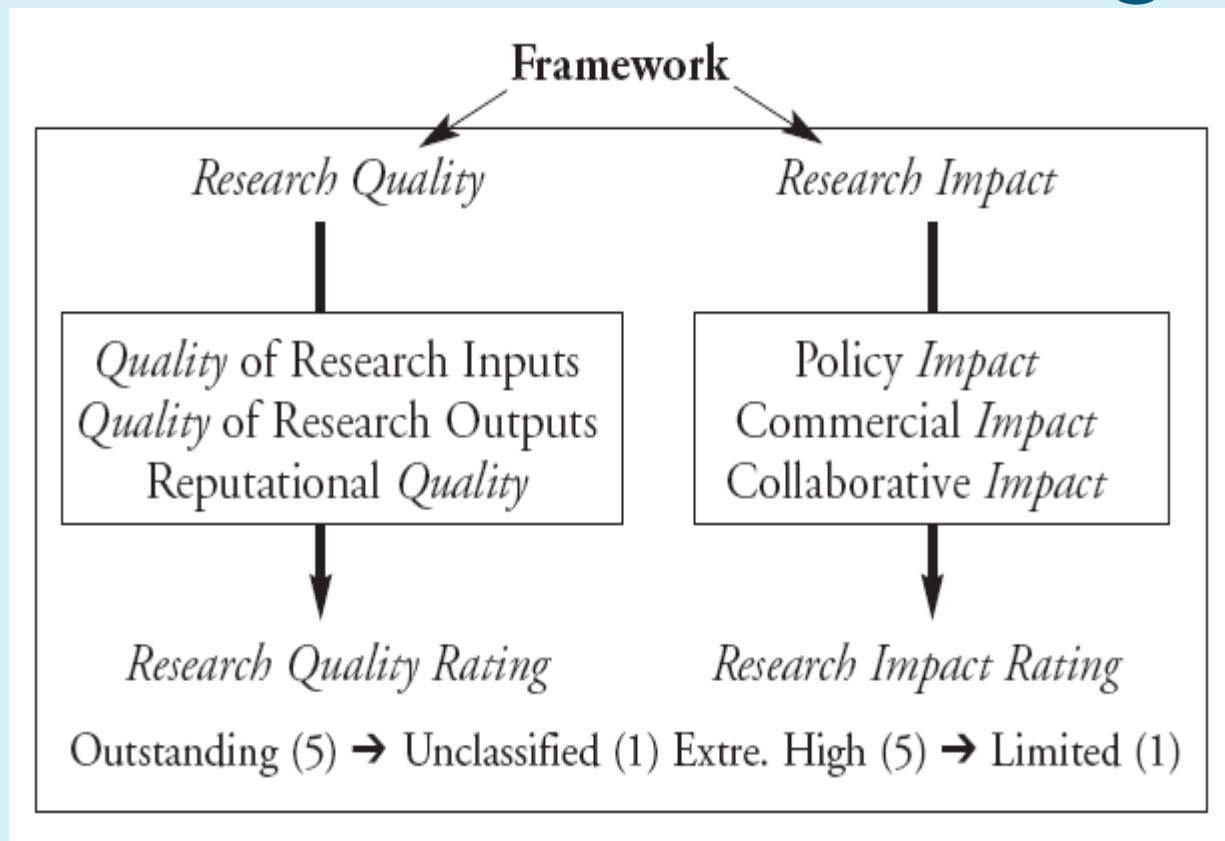 Framework
Research Quality
Research Impact
Quality of Research Inputs
Quality of Research Outputs
Reputational Quality
Policy Impact
Commercial Impact
Collaborative Impact
Research Quality Rating
Research Impact Rating
Outstanding (5) ➔ Unclassified (1) Extre. High (5) ➔ Limited (1)